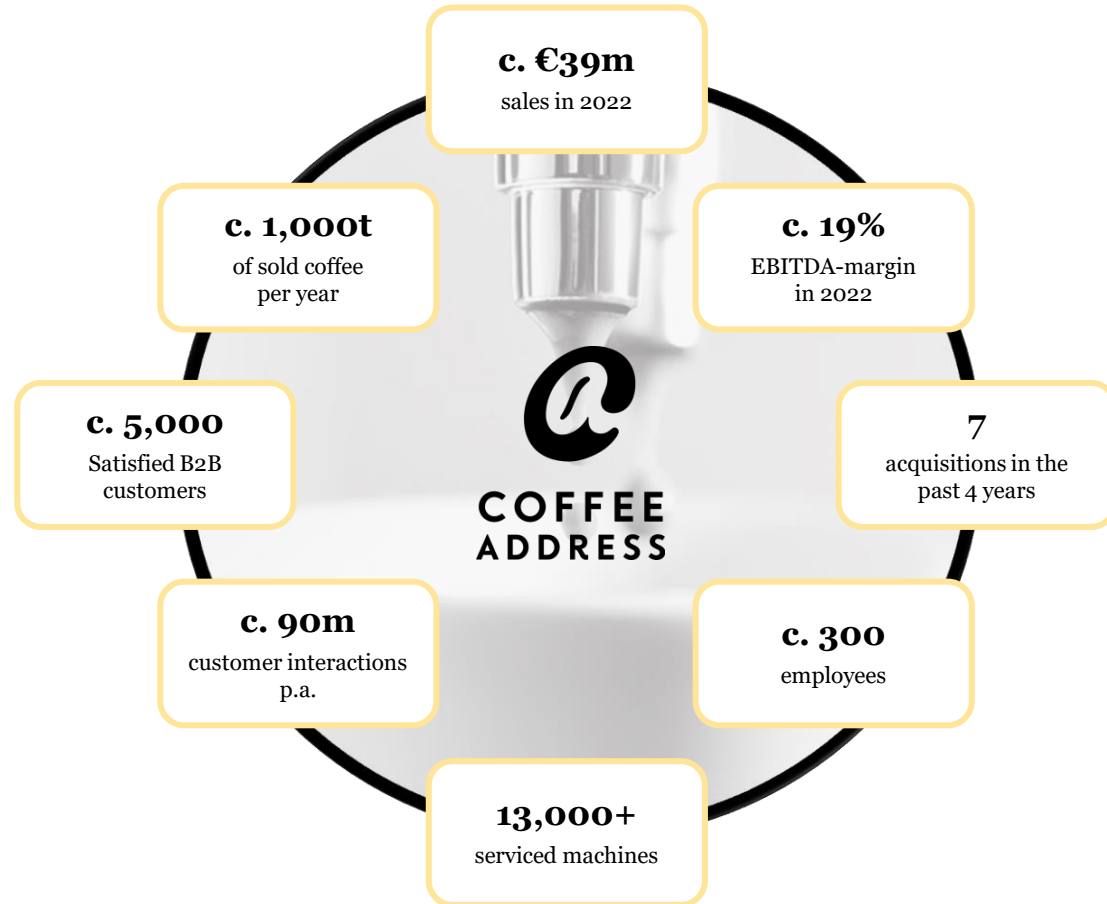 c. €39m
sales in 2022
c. 1,000t
of sold coffee
per year
c. 19%
EBITDA-margin
in 2022
c. 5,000
Satisfied B2B
customers
7
acquisitions in the
past 4 years
COFFEE
ADDRESS
c. 90m
customer interactions
p.a.
c. 300
employees
13,000+
serviced machines